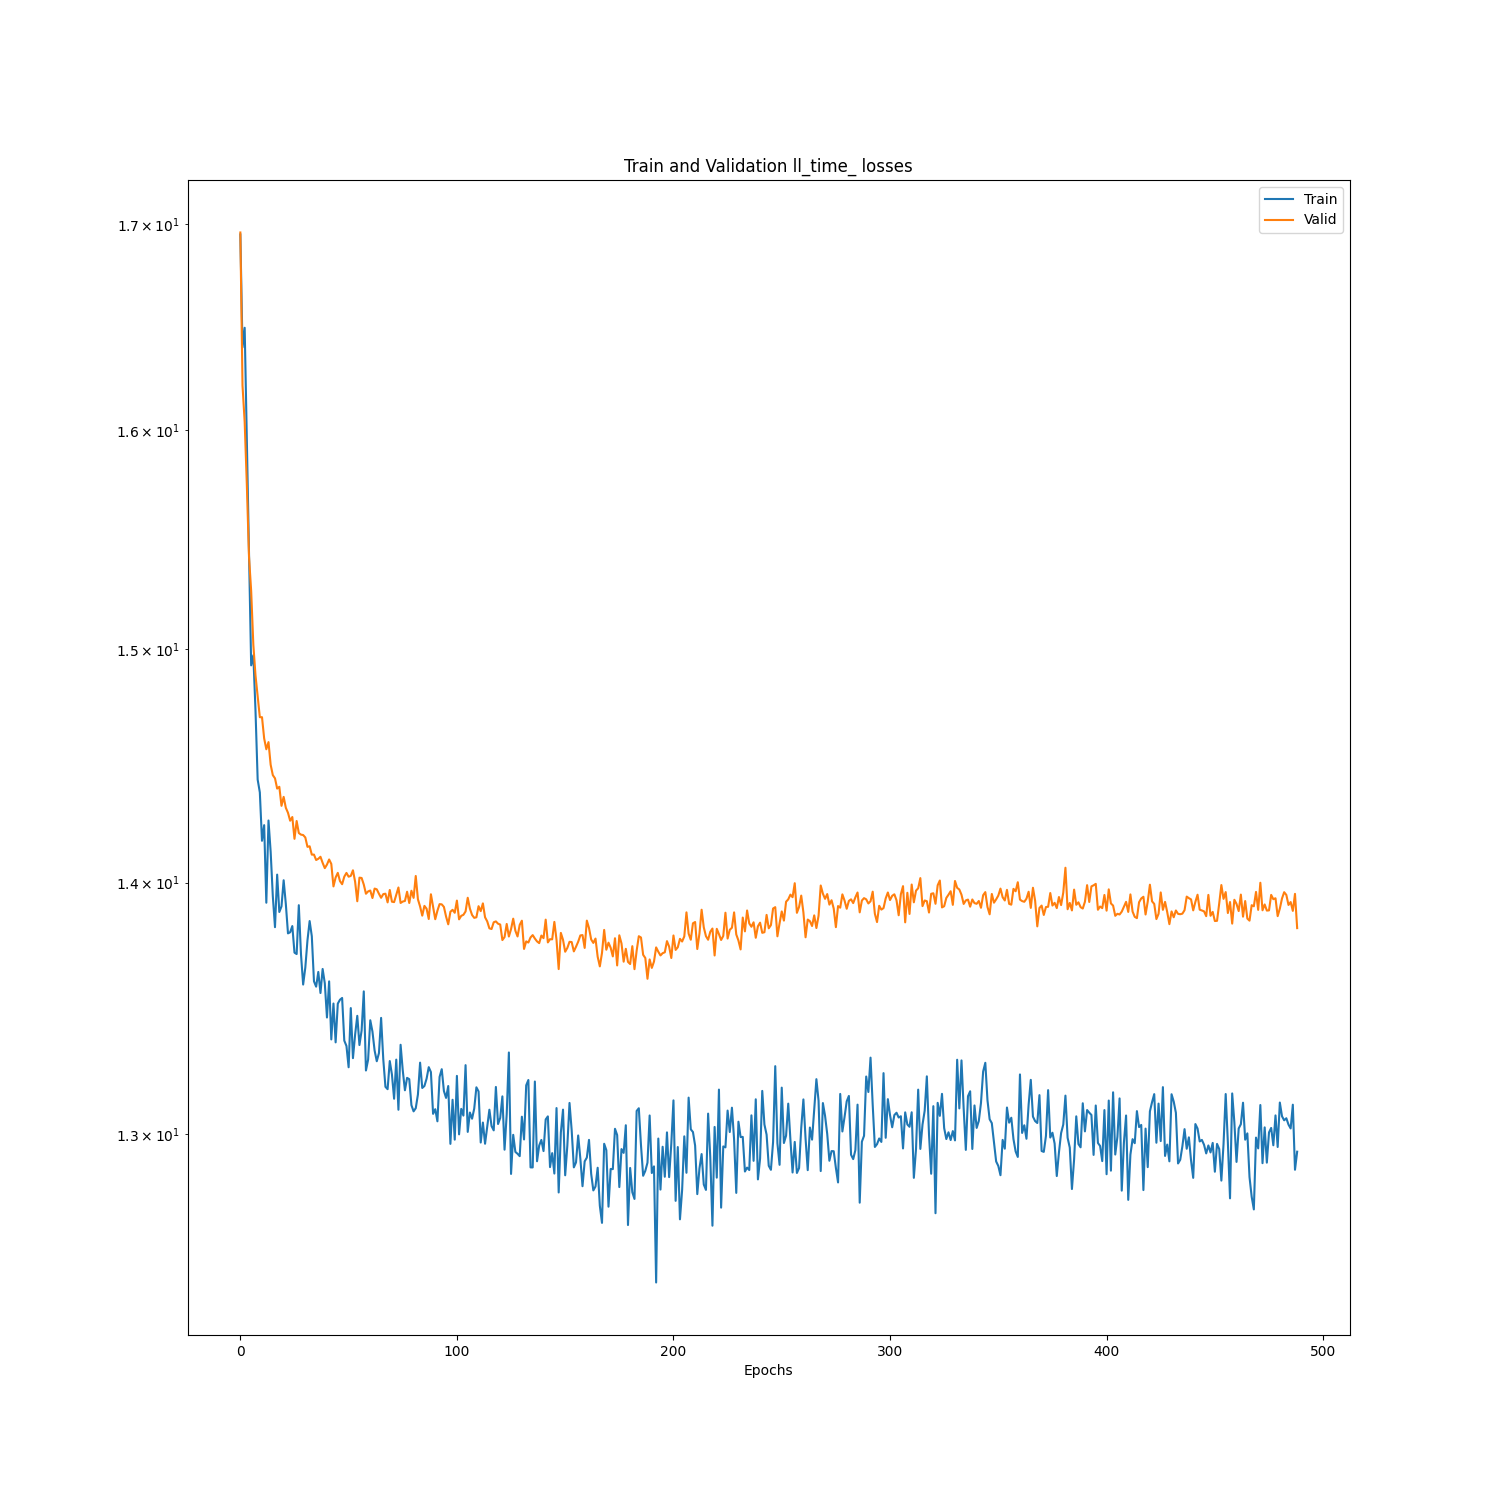 Train and Validation ll_time_ losses
Train
Valid
1.7 × 10¹
1.6 × 10¹
1.5 × 10¹
1.4 × 10¹
1.3 × 10¹
0 100 200 300 400 500
Epochs